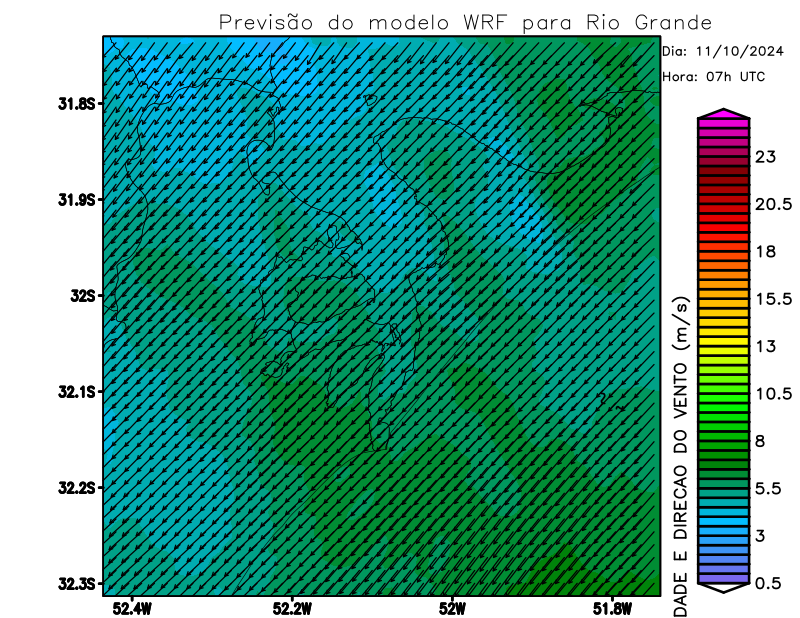 Previsão do modelo WRF para Rio Grande
Dia: 11/10/2024
Hora: 07h UTC
31.8S
31.9S
32S
32.1S
32.2S
32.3S
52.4W
52.2W
52W
51.8W
DADE E DIRECAO DO VENTO (m/s)
23
20.5
18
15.5
13
10.5
8
5.5
3
0.5